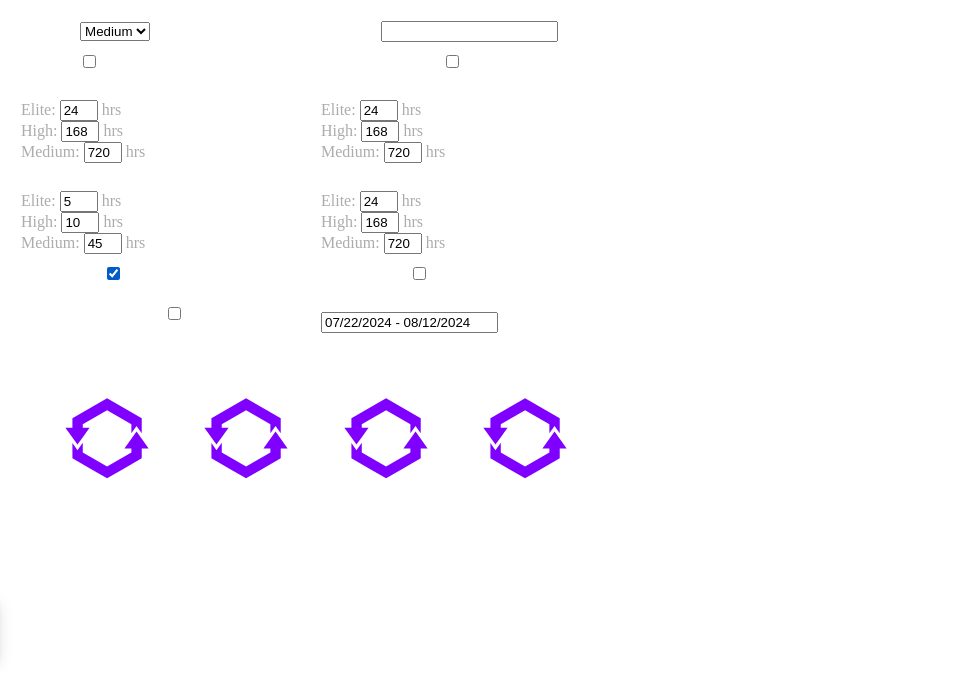 Medium
Elite: 24 hrs
High: 168 hrs
Medium: 720 hrs
Elite: 24 hrs
High: 168 hrs
Medium: 720 hrs
Elite: 5 hrs
High: 10 hrs
Medium: 45 hrs
Elite: 24 hrs
High: 168 hrs
Medium: 720 hrs
07/22/2024 - 08/12/2024